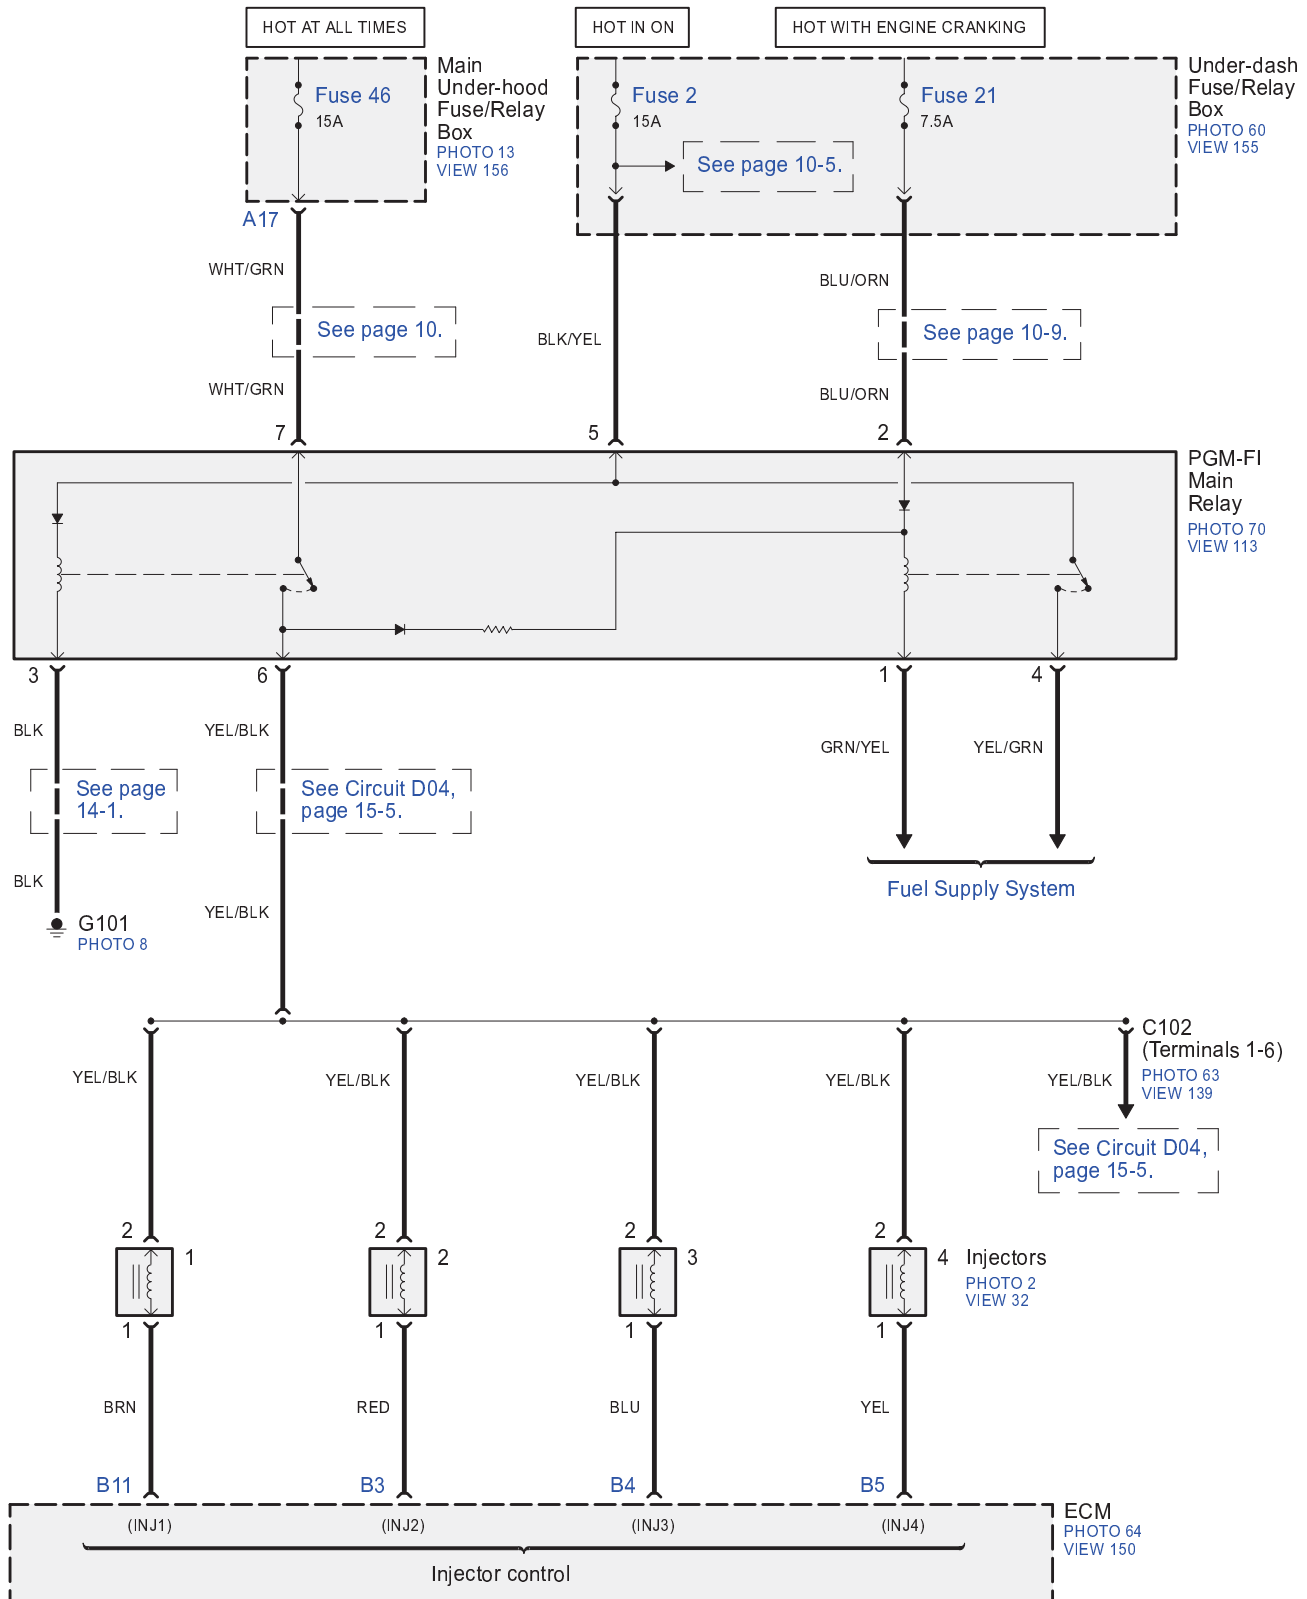 HOT AT ALL TIMES
HOT IN ON
HOT WITH ENGINE CRANKING
Main
Under-hood
Fuse/Relay
Box
PHOTO 13
VIEW 156
Fuse 46
15A
Fuse 2
15A
Fuse 21
7.5A
See page 10-5.
Under-dash
Fuse/Relay
Box
PHOTO 60
VIEW 155
A17
WHT/GRN
See page 10.
WHT/GRN
BLK/YEL
BLU/ORN
See page 10-9.
BLU/ORN
7
5
2
PGM-FI
Main
Relay
PHOTO 70
VIEW 113
3
6
1
4
BLK
YEL/BLK
GRN/YEL
YEL/GRN
See page
14-1.
See Circuit D04,
page 15-5.
BLK
YEL/BLK
Fuel Supply System
G101
PHOTO 8
C102
(Terminals 1-6)
PHOTO 63
VIEW 139
YEL/BLK
YEL/BLK
YEL/BLK
YEL/BLK
YEL/BLK
See Circuit D04,
page 15-5.
2
2
2
2
1
2
3
4
Injectors
PHOTO 2
VIEW 32
1
1
1
1
BRN
RED
BLU
YEL
B11
B3
B4
B5
(INJ1)
(INJ2)
(INJ3)
(INJ4)
ECM
PHOTO 64
VIEW 150
Injector control